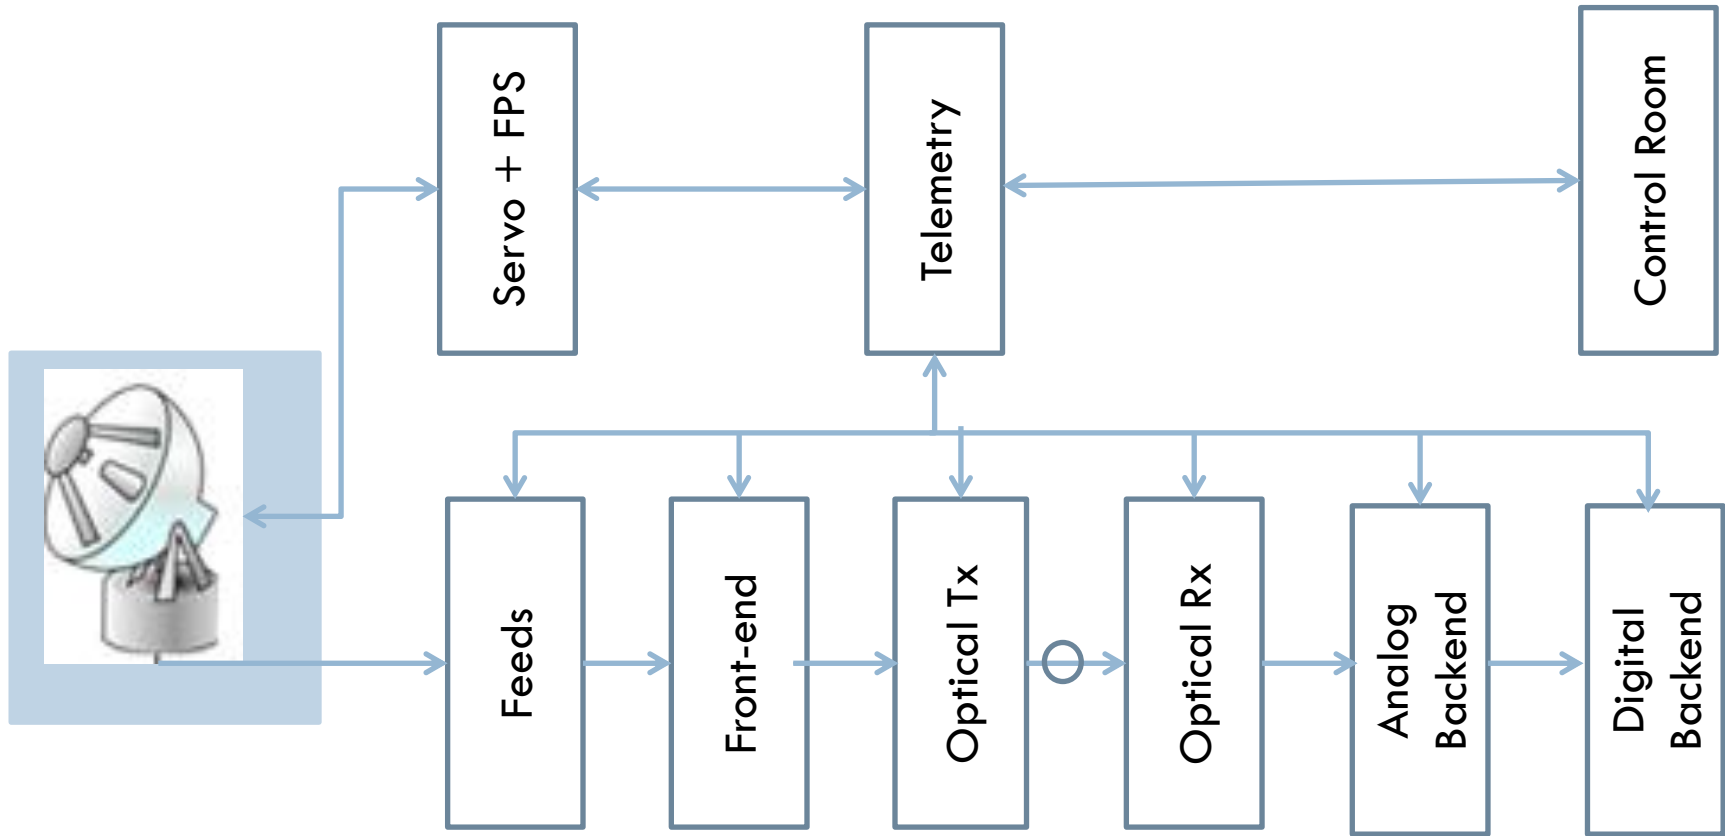 Servo + FPS
Telemetry
Control Room
Feeds
Front-end
Optical Tx
Optical Rx
Analog
Backend
Digital
Backend